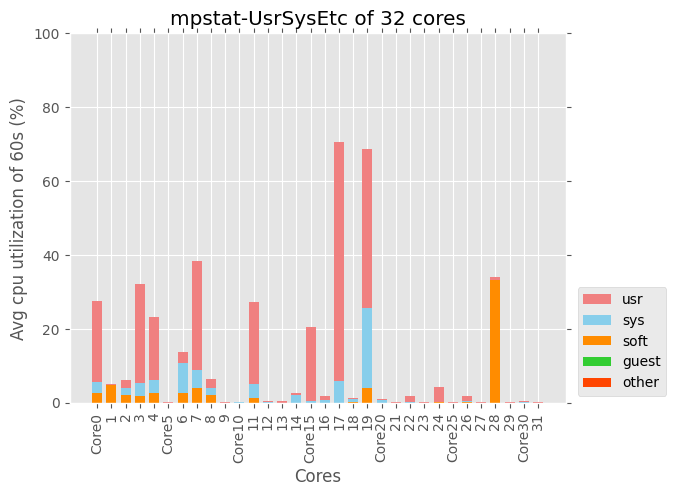 mpstat-UsrSysEtc of 32 cores
Avg cpu utilization of 60s (%)
100
80
60
40
20
0
Core0
1
2
3
4
Core5
6
7
8
9
Core10
11
12
13
14
Core15
16
17
18
19
Core20
21
22
23
24
Core25
26
27
28
29
Core30
31
Cores
usr
sys
soft
guest
other